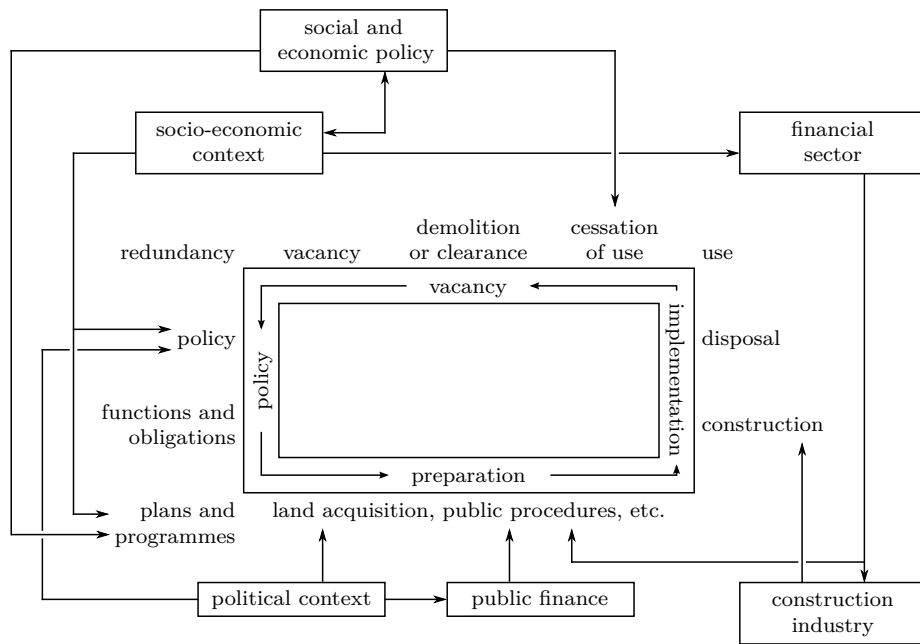 social and
economic policy
socio-economic
context
financial
sector
demolition
or clearance
cessation
of use
redundancy
vacancy
use
vacancy
implementation
policy
policy
disposal
functions and
obligations
construction
preparation
plans and
programmes
land acquisition, public procedures, etc.
political context
public finance
construction
industry